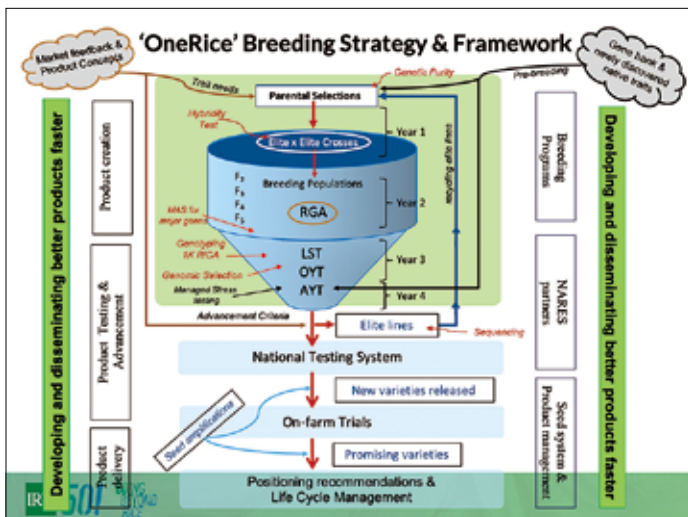 'OneRice' Breeding Strategy & Framework
Market feedback &
Product Concepts
Gene bank &
newly discovered
native traits
Genetic Purity
Trait needs
Pre-breeding
Parental Selections
Hybridity
Test
Year 1
Elite x Elite Crosses
Recycling elite lines
F2
F3
F4
F5
Breeding Populations
RGA
Year 2
MAS for
major genes
Genotyping
1K RICA
Genomic Selection
Managed Stress
testing
LST
OYT
AYT
Year 3
Year 4
Advancement Criteria
Elite lines
Sequencing
National Testing System
New varieties released
On-farm Trials
Seed amplications
Promising varieties
Positioning recommendations &
Life Cycle Management
Developing and disseminating better products faster
Product creation
Product Testing &
Advancement
Product
delivery
Breeding
Programs
NARES
partners
Seed system &
Product management
Developing and disseminating better products faster